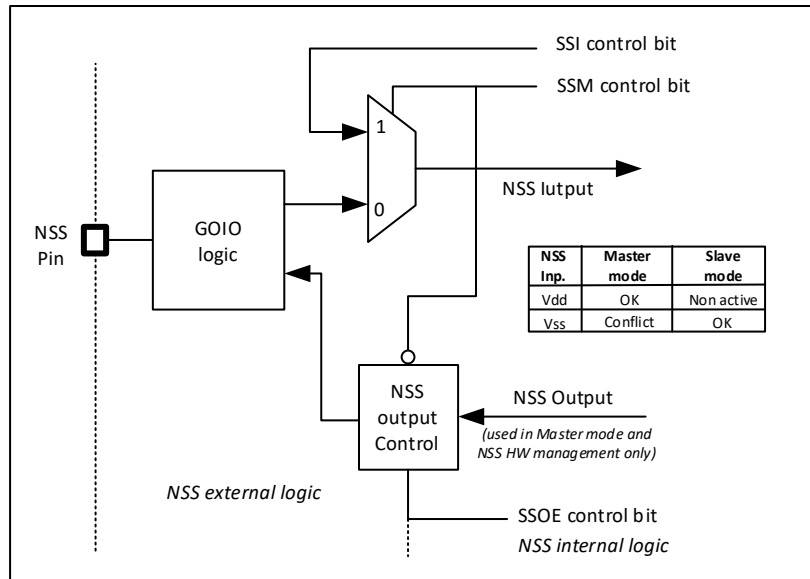 SSI control bit
SSM control bit
1
NSS Iutput
0
NSS
Pin
GOIO
logic
NSS Inp. Master mode Slave mode
Vdd OK Non active
Vss Conflict OK
NSS
output
Control
NSS Output
(used in Master mode and
NSS HW management only)
NSS external logic
SSOE control bit
NSS internal logic